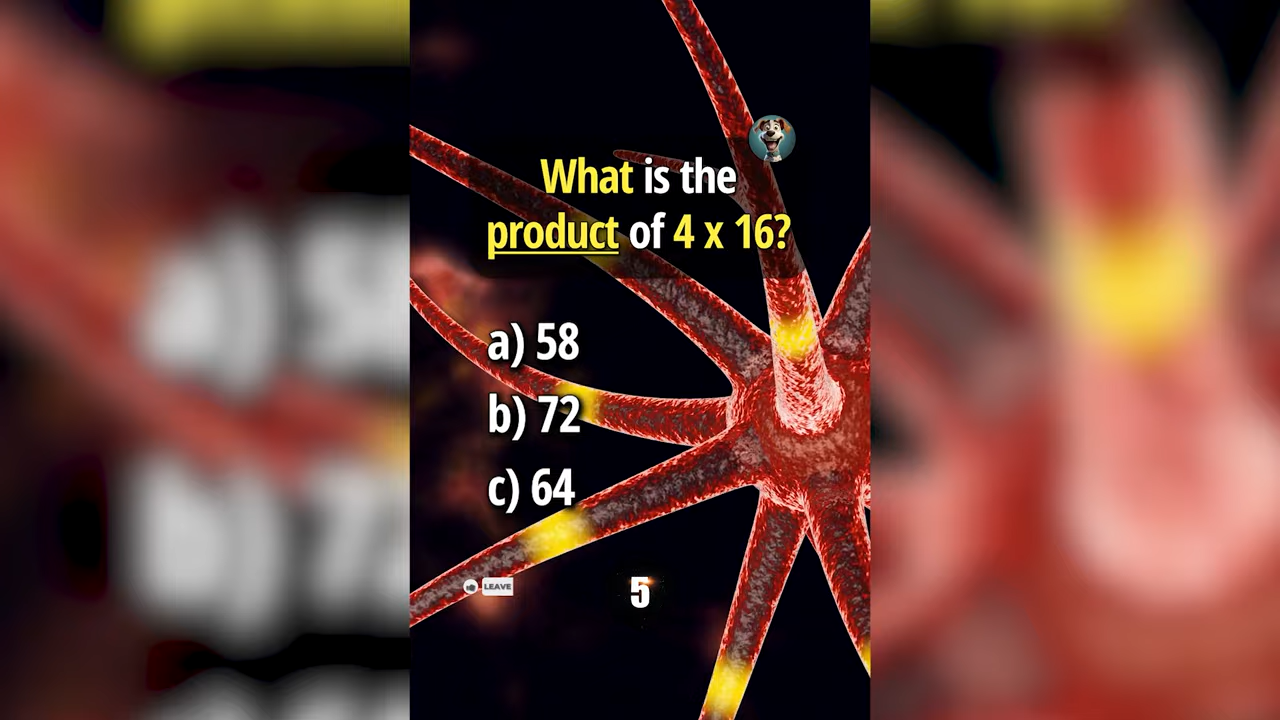 What is the
product of 4 x 16?
a) 58
b) 72
c) 64
LEAVE
5